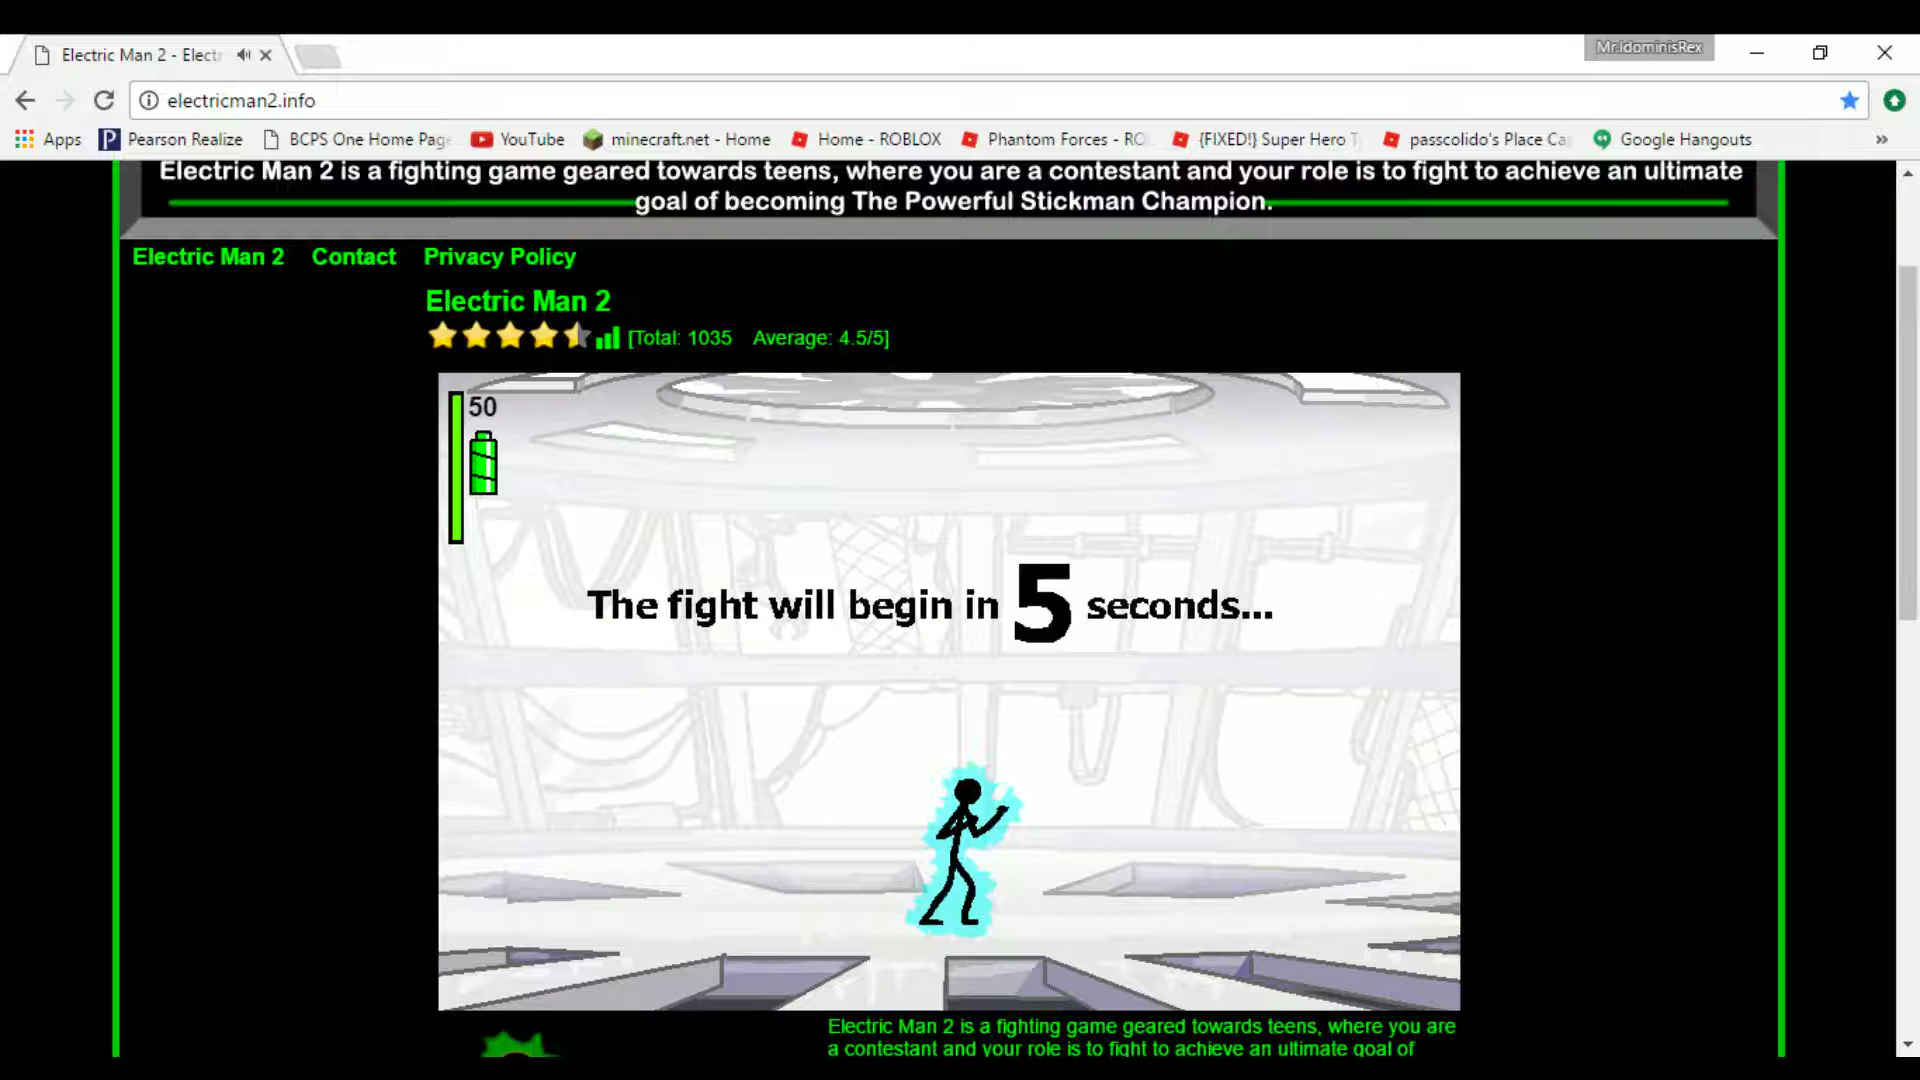 Electric Man 2 - Elect
Mr.IdominisRex
electricman2.info
Apps
Pearson Realize
BCPS One Home Page
YouTube
minecraft.net - Home
Home - ROBLOX
Phantom Forces - RO
{FIXED!} Super Hero T
passcolido's Place Ca
Google Hangouts
»
Electric Man 2 is a fighting game geared towards teens, where you are a contestant and your role is to fight to achieve an ultimate
goal of becoming The Powerful Stickman Champion.
Electric Man 2
Contact
Privacy Policy
Electric Man 2
[Total: 1035 Average: 4.5/5]
50
The fight will begin in 5 seconds...
Electric Man 2 is a fighting game geared towards teens, where you are
a contestant and your role is to fight to achieve an ultimate goal of